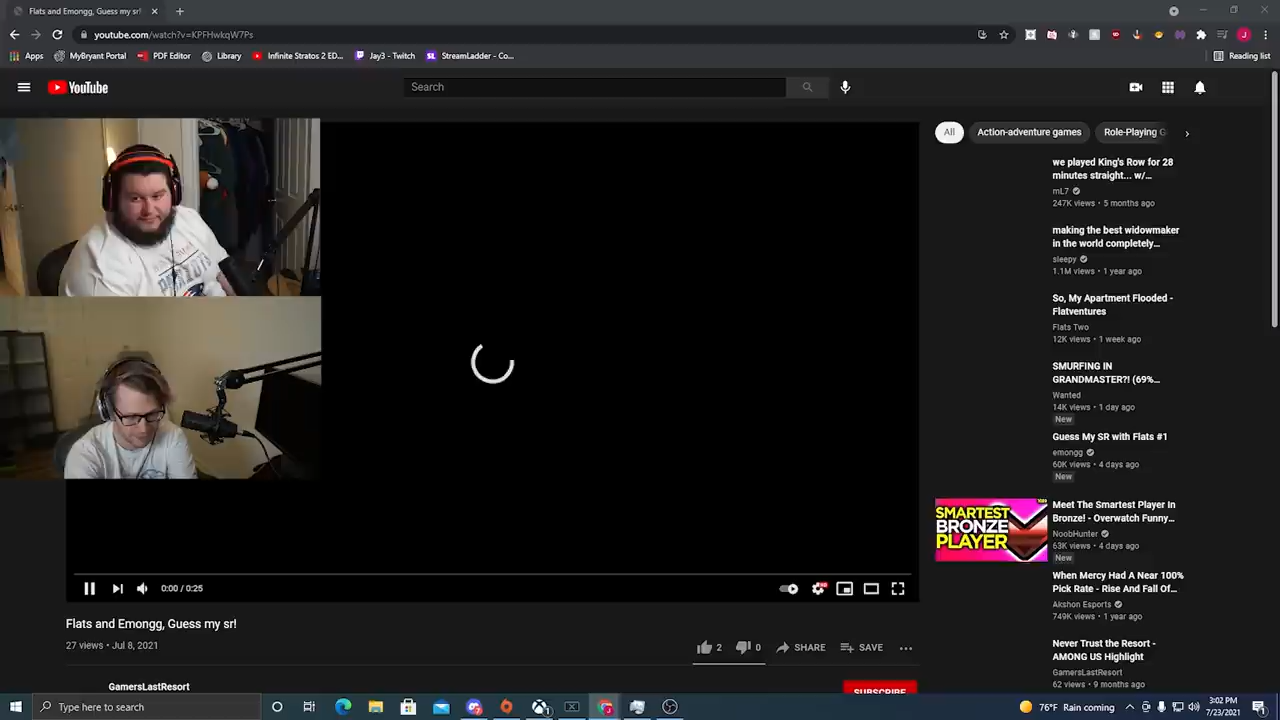 Flats and Emongg, Guess my sr!
youtube.com/watch?v=KPFHwkqW7Ps
Apps
MyBryant Portal
PDF Editor
Library
Infinite Stratos 2 ED...
Jay3 - Twitch
StreamLadder - Co...
Reading list
YouTube
Search
All
Action-adventure games
Role-Playing G
we played King's Row for 28
minutes straight... w/...
mL7
247K views • 5 months ago
making the best widowmaker
in the world completely...
sleepy
1.1M views • 1 year ago
So, My Apartment Flooded -
Flatventures
Flats Two
12K views • 1 week ago
SMURFING IN
GRANDMASTER?! (69%...
Wanted
14K views • 1 day ago
New
Guess My SR with Flats #1
emongg
60K views • 4 days ago
New
SMARTEST
BRONZE
PLAYER
Meet The Smartest Player In
Bronze! - Overwatch Funny...
NoobHunter
63K views • 4 days ago
New
When Mercy Had A Near 100%
Pick Rate - Rise And Fall Of...
Akshon Esports
749K views • 1 year ago
Never Trust the Resort -
AMONG US Highlight
GamersLastResort
62 views • 9 months ago
0:00 / 0:25
Flats and Emongg, Guess my sr!
27 views • Jul 8, 2021
2
0
SHARE
SAVE
GamersLastResort
SUBSCRIBE
Type here to search
76°F Rain coming
3:02 PM
7/23/2021